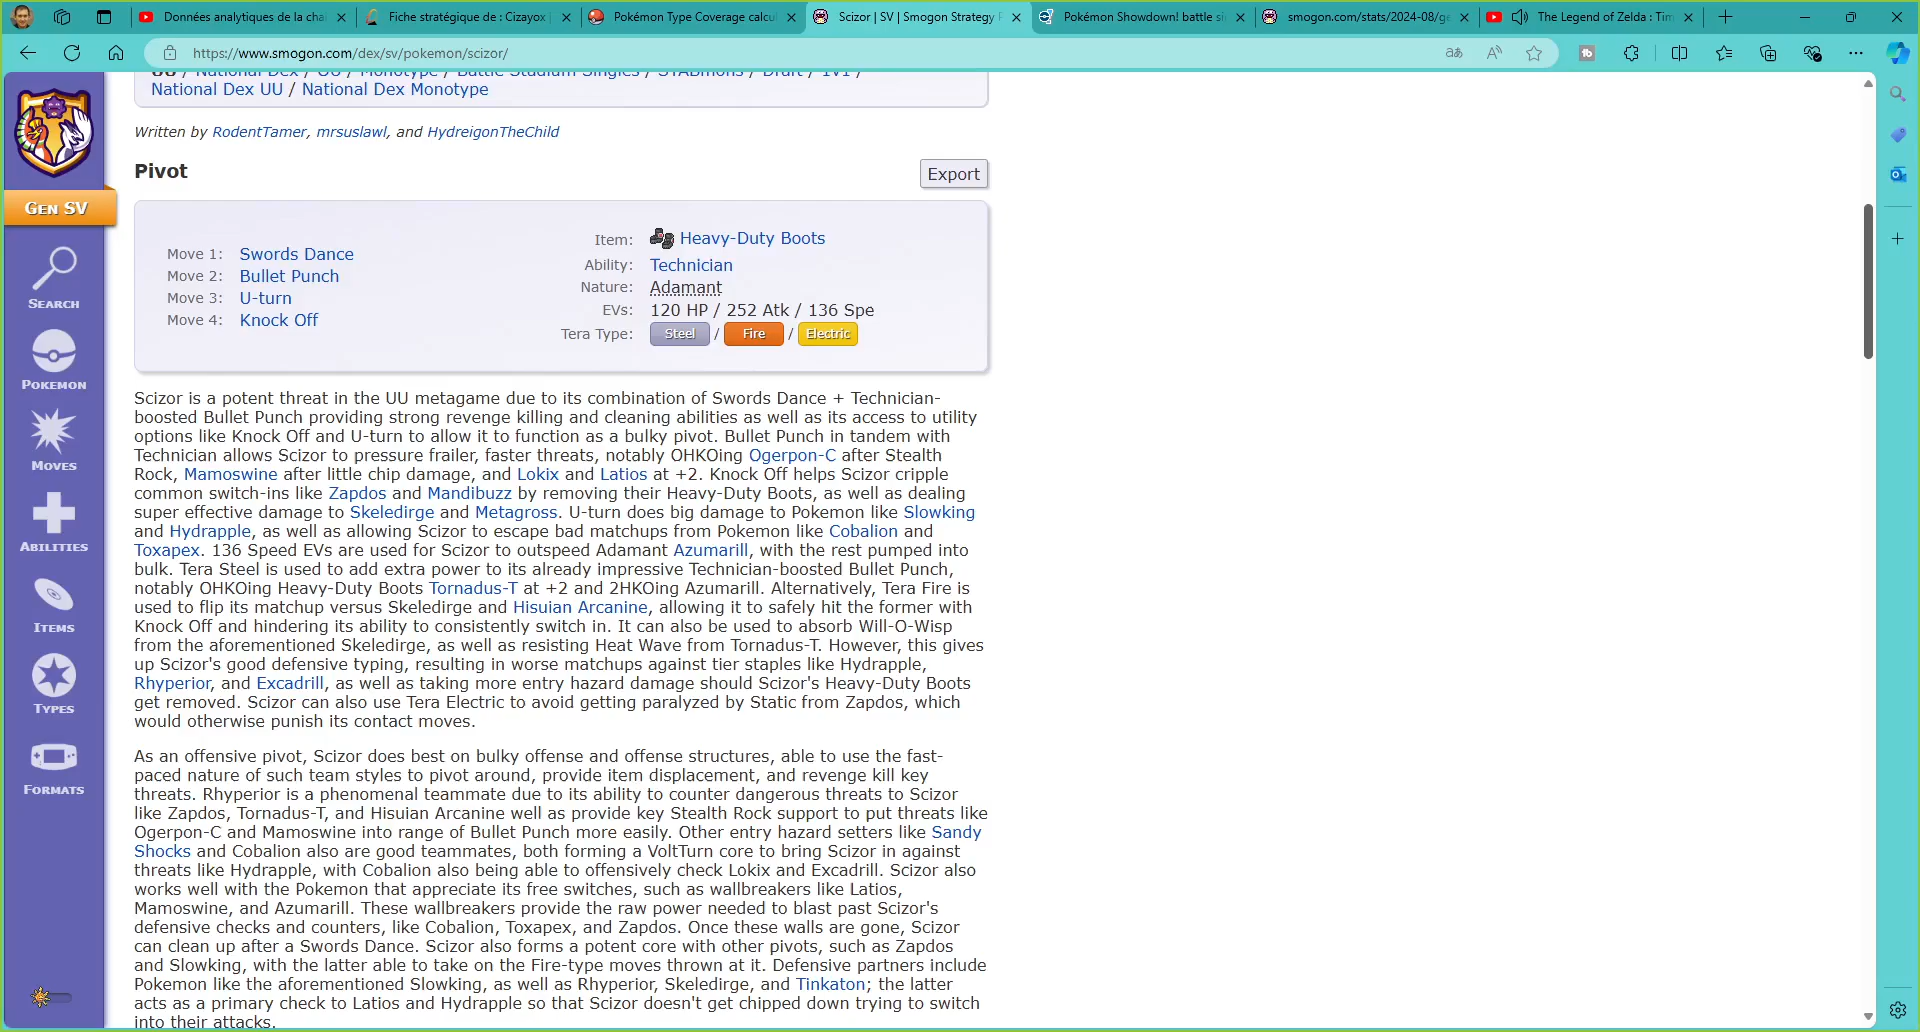 Données analytiques de la cha
Fiche stratégique de : Cizayox |
Pokémon Type Coverage calcu
Scizor | SV | Smogon Strategy P
Pokémon Showdown! battle si
smogon.com/stats/2024-08/ge
The Legend of Zelda : Tim
https://www.smogon.com/dex/sv/pokemon/scizor/
UU / National Dex / OU / Monotype / Battle Stadium Singles / STABmons / Draft / 1v1 /
National Dex UU / National Dex Monotype
Written by RodentTamer, mrsuslawl, and HydreigonTheChild
Pivot
Export
GEN SV
SEARCH
POKEMON
MOVES
ABILITIES
ITEMS
TYPES
FORMATS
Move 1: Swords Dance
Move 2: Bullet Punch
Move 3: U-turn
Move 4: Knock Off
Item: Heavy-Duty Boots
Ability: Technician
Nature: Adamant
EVs: 120 HP / 252 Atk / 136 Spe
Tera Type: Steel / Fire / Electric
Scizor is a potent threat in the UU metagame due to its combination of Swords Dance + Technician-
boosted Bullet Punch providing strong revenge killing and cleaning abilities as well as its access to utility
options like Knock Off and U-turn to allow it to function as a bulky pivot. Bullet Punch in tandem with
Technician allows Scizor to pressure frailer, faster threats, notably OHKOing Ogerpon-C after Stealth
Rock, Mamoswine after little chip damage, and Lokix and Latios at +2. Knock Off helps Scizor cripple
common switch-ins like Zapdos and Mandibuzz by removing their Heavy-Duty Boots, as well as dealing
super effective damage to Skeledirge and Metagross. U-turn does big damage to Pokemon like Slowking
and Hydrapple, as well as allowing Scizor to escape bad matchups from Pokemon like Cobalion and
Toxapex. 136 Speed EVs are used for Scizor to outspeed Adamant Azumarill, with the rest pumped into
bulk. Tera Steel is used to add extra power to its already impressive Technician-boosted Bullet Punch,
notably OHKOing Heavy-Duty Boots Tornadus-T at +2 and 2HKOing Azumarill. Alternatively, Tera Fire is
used to flip its matchup versus Skeledirge and Hisuian Arcanine, allowing it to safely hit the former with
Knock Off and hindering its ability to consistently switch in. It can also be used to absorb Will-O-Wisp
from the aforementioned Skeledirge, as well as resisting Heat Wave from Tornadus-T. However, this gives
up Scizor's good defensive typing, resulting in worse matchups against tier staples like Hydrapple,
Rhyperior, and Excadrill, as well as taking more entry hazard damage should Scizor's Heavy-Duty Boots
get removed. Scizor can also use Tera Electric to avoid getting paralyzed by Static from Zapdos, which
would otherwise punish its contact moves.
As an offensive pivot, Scizor does best on bulky offense and offense structures, able to use the fast-
paced nature of such team styles to pivot around, provide item displacement, and revenge kill key
threats. Rhyperior is a phenomenal teammate due to its ability to counter dangerous threats to Scizor
like Zapdos, Tornadus-T, and Hisuian Arcanine well as provide key Stealth Rock support to put threats like
Ogerpon-C and Mamoswine into range of Bullet Punch more easily. Other entry hazard setters like Sandy
Shocks and Cobalion also are good teammates, both forming a VoltTurn core to bring Scizor in against
threats like Hydrapple, with Cobalion also being able to offensively check Lokix and Excadrill. Scizor also
works well with the Pokemon that appreciate its free switches, such as wallbreakers like Latios,
Mamoswine, and Azumarill. These wallbreakers provide the raw power needed to blast past Scizor's
defensive checks and counters, like Cobalion, Toxapex, and Zapdos. Once these walls are gone, Scizor
can clean up after a Swords Dance. Scizor also forms a potent core with other pivots, such as Zapdos
and Slowking, with the latter able to take on the Fire-type moves thrown at it. Defensive partners include
Pokemon like the aforementioned Slowking, as well as Rhyperior, Skeledirge, and Tinkaton; the latter
acts as a primary check to Latios and Hydrapple so that Scizor doesn't get chipped down trying to switch
into their attacks.